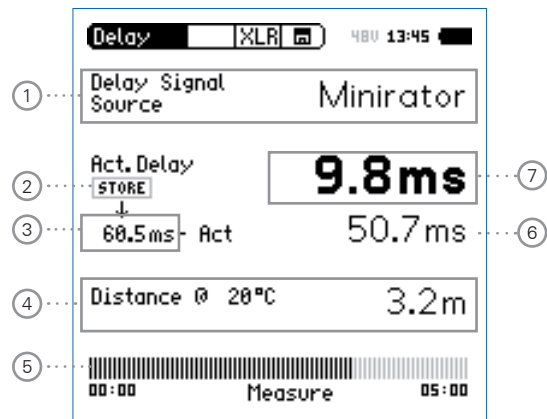 Delay XLR 48V 13:45
1 Delay Signal Source Minirator
Act. Delay
2 STORE 9.8ms 7
3 60.5ms - Act 50.7ms 6
4 Distance @ 20°C 3.2m
5
00:00 Measure 05:00